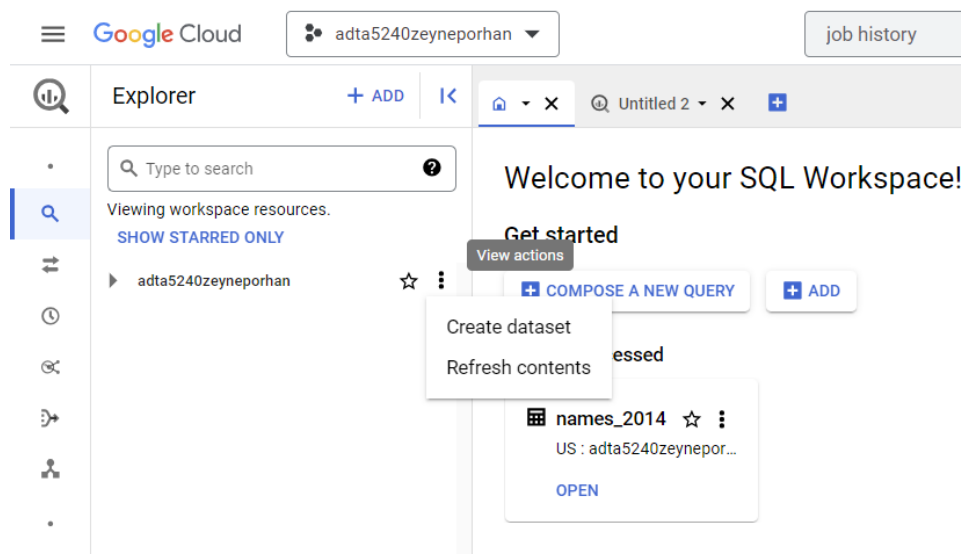 Google Cloud
adta5240zeyneporhan
job history
Explorer
+ ADD
Untitled 2
Type to search
Viewing workspace resources.
SHOW STARRED ONLY
adta5240zeyneporhan
Welcome to your SQL Workspace!
Get started
View actions
COMPOSE A NEW QUERY
ADD
Create dataset
Refresh contents
essed
names_2014
US : adta5240zeynepor...
OPEN